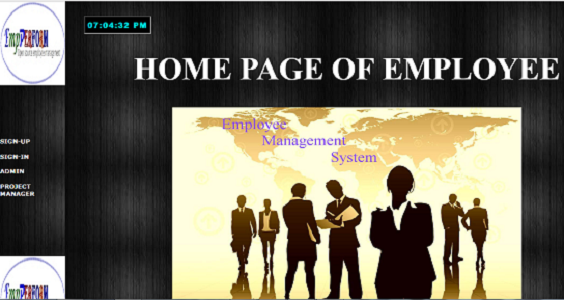 07:04:32 PM
HOME PAGE OF EMPLOYEE
Employee
Management
System
SIGN-UP
SIGN-IN
ADMIN
PROJECT
MANAGER